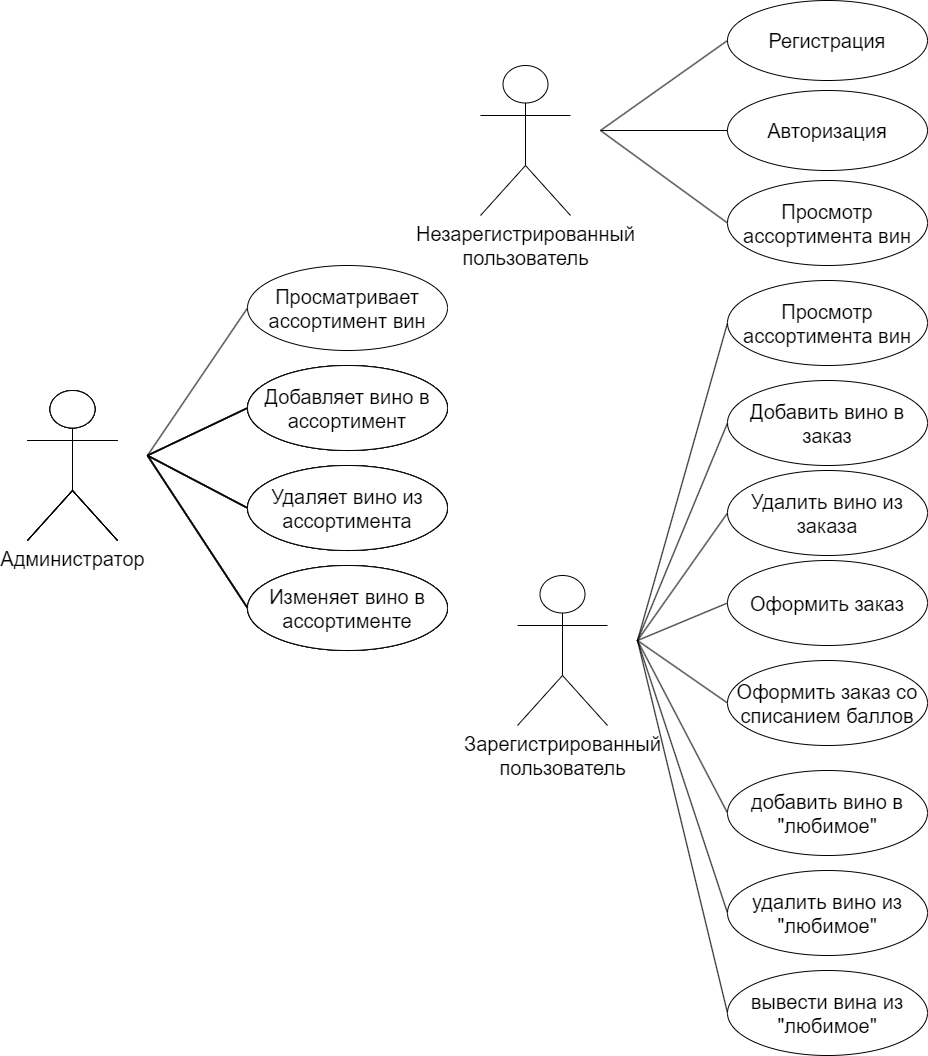 Регистрация
Авторизация
Просмотр
ассортимента вин
Незарегистрированный
пользователь
Просматривает
ассортимент вин
Добавляет вино в
ассортимент
Удаляет вино из
ассортимента
Изменяет вино в
ассортименте
Администратор
Просмотр
ассортимента вин
Добавить вино в
заказ
Удалить вино из
заказа
Оформить заказ
Оформить заказ со
списанием баллов
Зарегистрированный
пользователь
добавить вино в
"любимое"
удалить вино из
"любимое"
вывести вина из
"любимое"